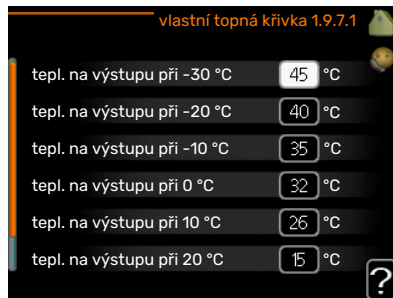 vlastní topná křivka 1.9.7.1
tepl. na výstupu při -30 °C 45 °C
tepl. na výstupu při -20 °C 40 °C
tepl. na výstupu při -10 °C 35 °C
tepl. na výstupu při 0 °C 32 °C
tepl. na výstupu při 10 °C 26 °C
tepl. na výstupu při 20 °C 15 °C
?